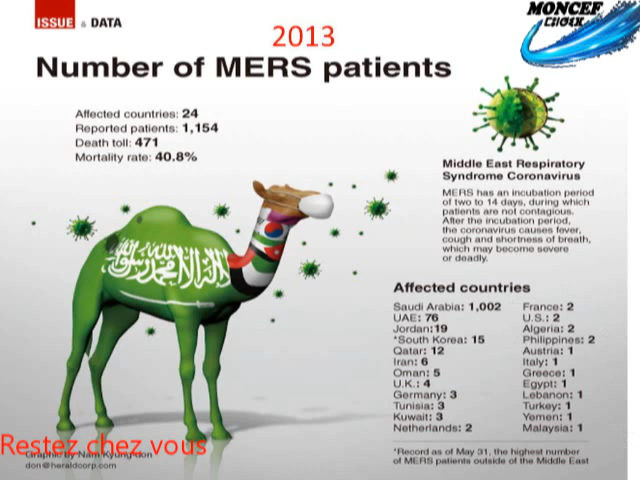 ISSUE & DATA
MONCEF
2013
Number of MERS patients
Affected countries: 24
Reported patients: 1,154
Death toll: 471
Mortality rate: 40.8%
Middle East Respiratory
Syndrome Coronavirus
MERS has an incubation period
of two to 14 days, during which
patients are not contagious.
After the incubation period,
the coronavirus causes fever,
cough and shortness of breath,
which may become severe
or deadly.
Affected countries
Saudi Arabia: 1,002
UAE: 76
Jordan:19
*South Korea: 15
Qatar: 12
Iran: 6
Oman: 5
U.K.: 4
Germany: 3
Tunisia: 3
Kuwait: 3
Netherlands: 2
France: 2
U.S.: 2
Algeria: 2
Philippines: 2
Austria: 1
Italy: 1
Greece: 1
Egypt: 1
Lebanon: 1
Turkey: 1
Yemen: 1
Malaysia: 1
Restez chez vous
Graphic by Nam Kyung-don
don@heraldcorp.com
*Record as of May 31, the highest number
of MERS patients outside of the Middle East